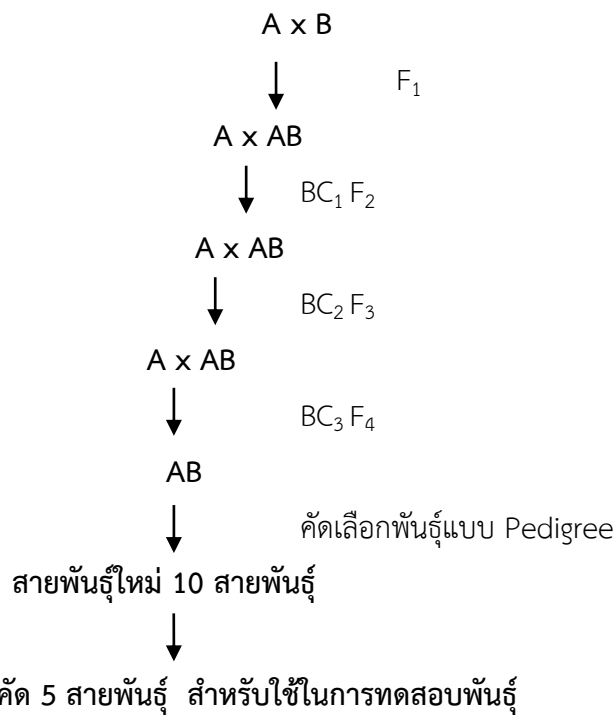 A x B
F₁
A x AB
BC₁ F₂
A x AB
BC₂ F₃
A x AB
BC₃ F₄
AB
คัดเลือกพันธุ์แบบ Pedigree
สายพันธุ์ใหม่ 10 สายพันธุ์
คัด 5 สายพันธุ์ สำหรับใช้ในการทดสอบพันธุ์